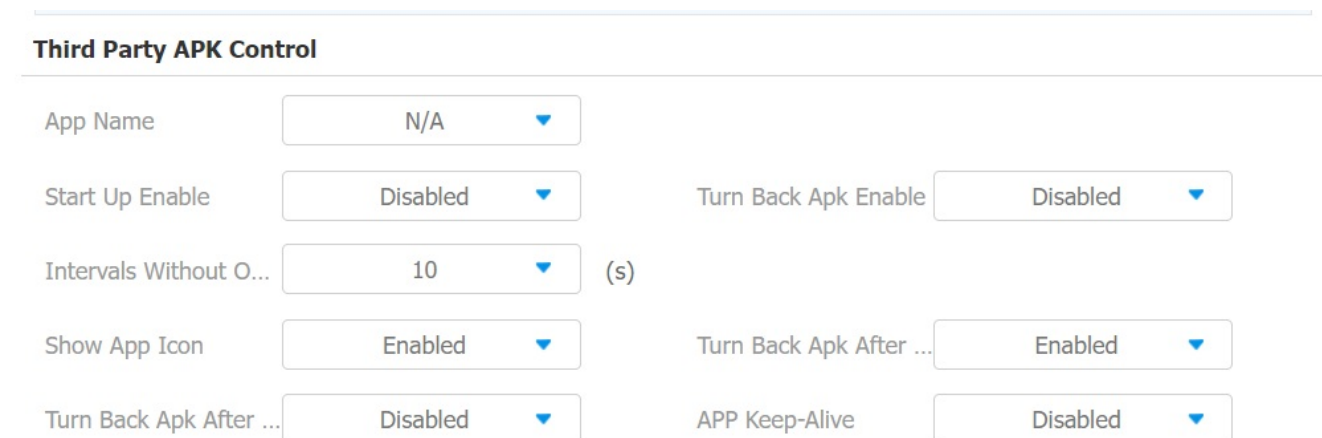 Third Party APK Control
App Name N/A
Start Up Enable Disabled Turn Back Apk Enable Disabled
Intervals Without O... 10 (s)
Show App Icon Enabled Turn Back Apk After ... Enabled
Turn Back Apk After ... Disabled APP Keep-Alive Disabled